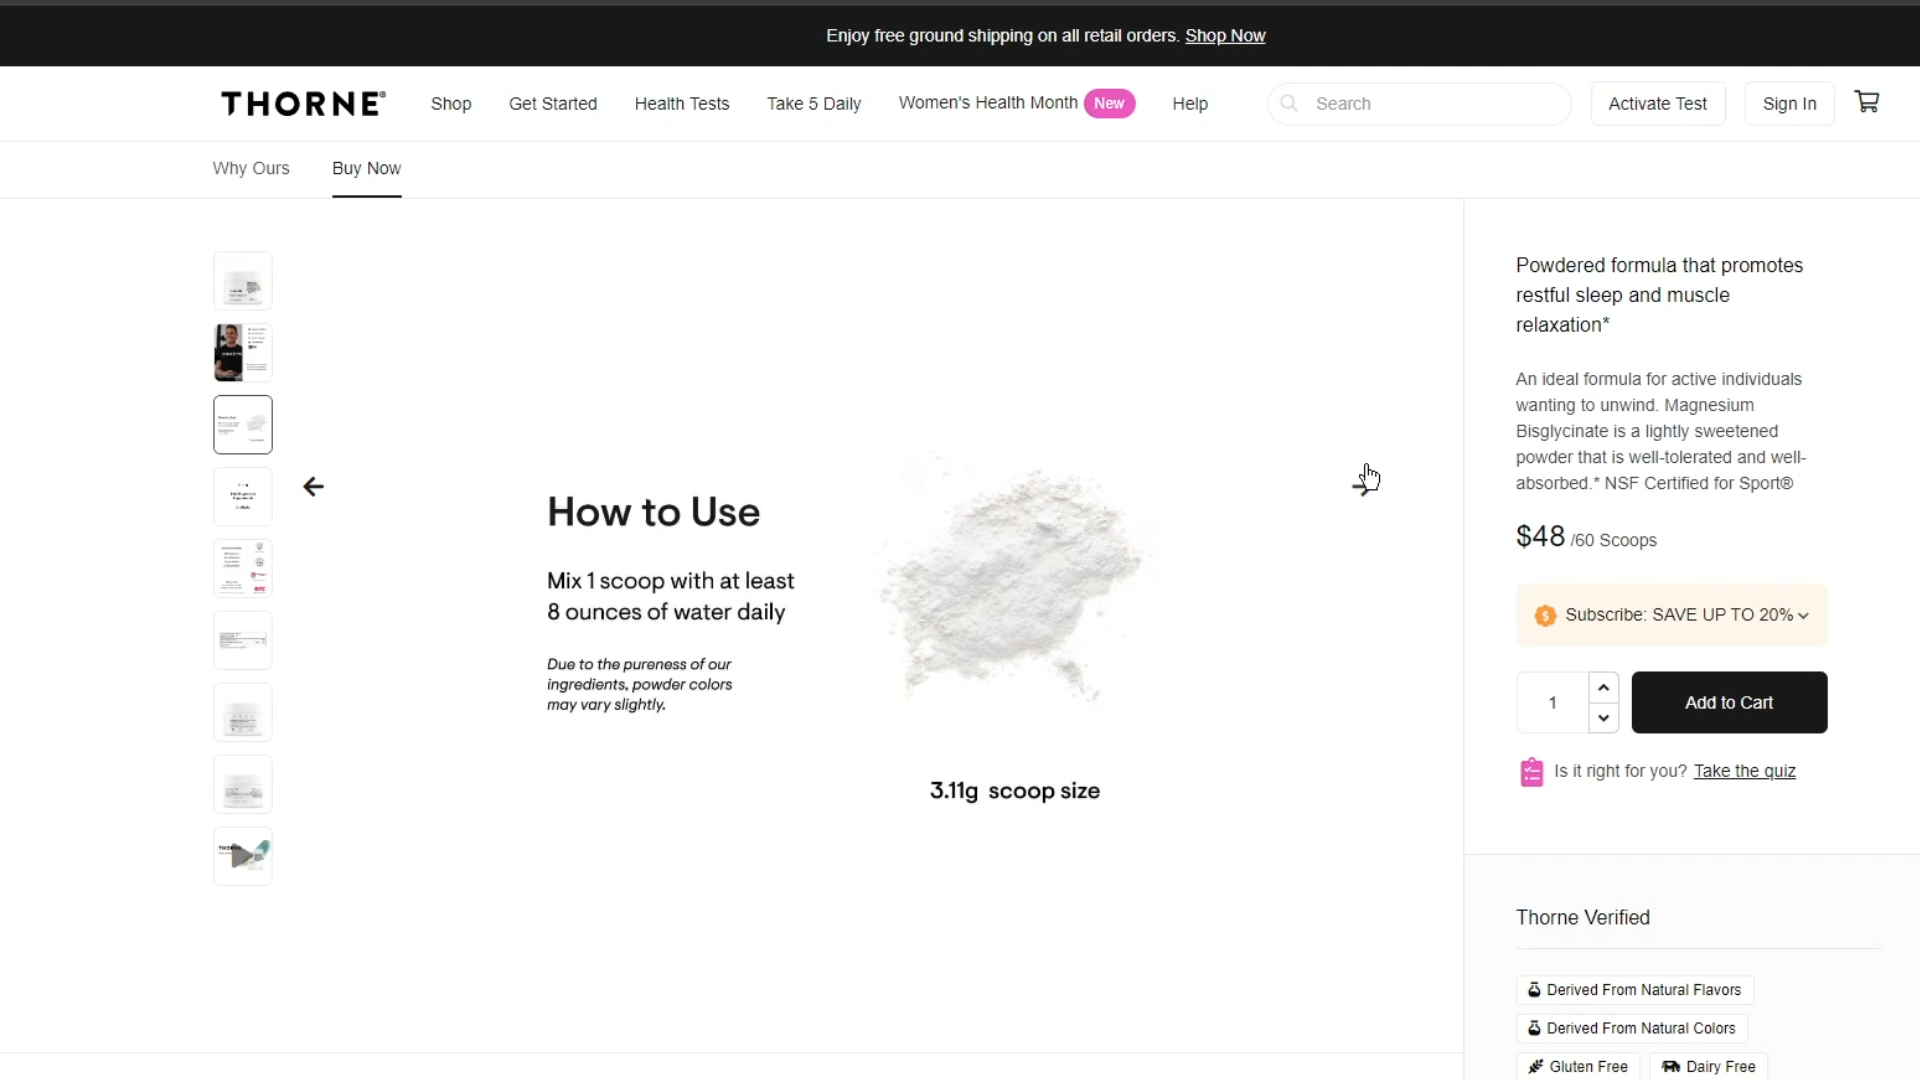 Enjoy free ground shipping on all retail orders. Shop Now
THORNE®
Shop
Get Started
Health Tests
Take 5 Daily
Women's Health Month New
Help
Search
Activate Test
Sign In
Why Ours
Buy Now
How to Use
Mix 1 scoop with at least
8 ounces of water daily
Due to the pureness of our
ingredients, powder colors
may vary slightly.
3.11g scoop size
Powdered formula that promotes
restful sleep and muscle
relaxation*
An ideal formula for active individuals
wanting to unwind. Magnesium
Bisglycinate is a lightly sweetened
powder that is well-tolerated and well-
absorbed.* NSF Certified for Sport®
$48 /60 Scoops
Subscribe: SAVE UP TO 20%
1
Add to Cart
Is it right for you? Take the quiz
Thorne Verified
Derived From Natural Flavors
Derived From Natural Colors
Gluten Free
Dairy Free